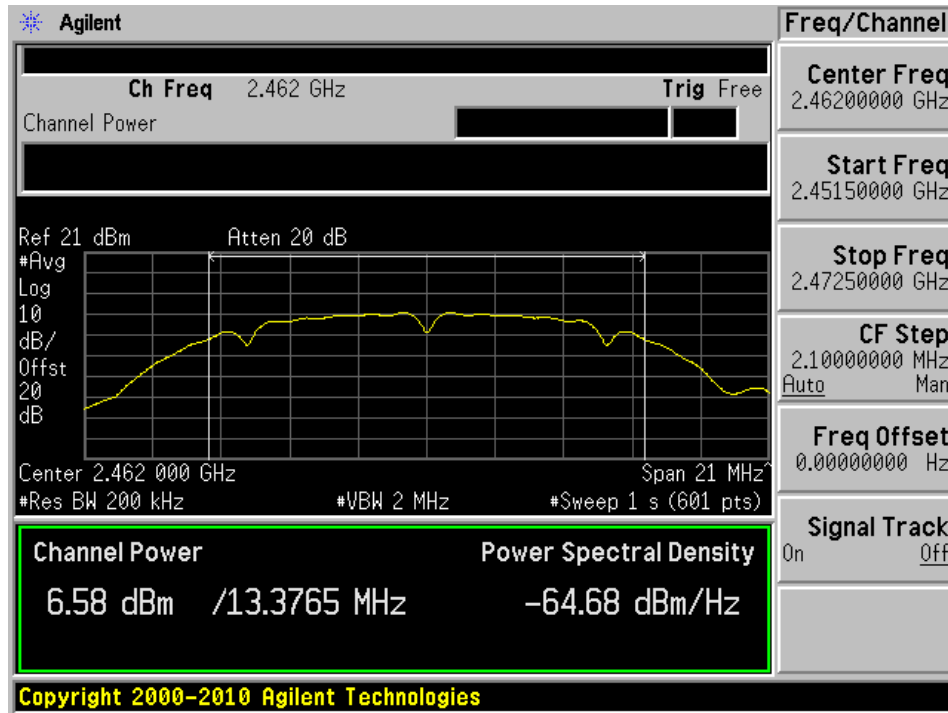 Agilent
Freq/Channel
Ch Freq 2.462 GHz Trig Free
Channel Power
Center Freq
2.46200000 GHz
Start Freq
2.45150000 GHz
Stop Freq
2.47250000 GHz
CF Step
2.10000000 MHz
Auto Man
Freq Offset
0.00000000 Hz
Signal Track
On Off
Ref 21 dBm Atten 20 dB
#Avg
Log
10
dB/
Offst
20
dB
Center 2.462 000 GHz Span 21 MHz^
#Res BW 200 kHz #VBW 2 MHz #Sweep 1 s (601 pts)
Channel Power Power Spectral Density
6.58 dBm /13.3765 MHz -64.68 dBm/Hz
Copyright 2000-2010 Agilent Technologies